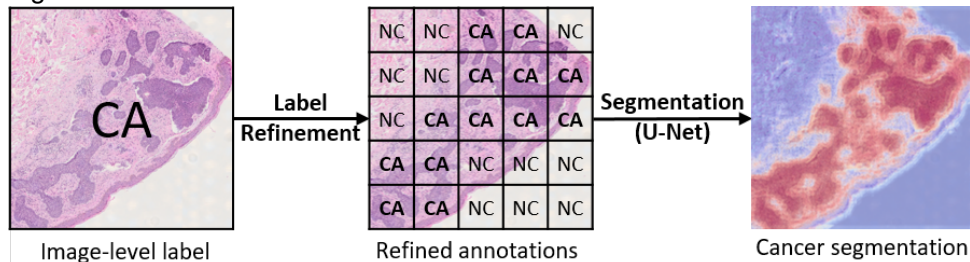 CA
Label
Refinement
NC NC CA CA NC
NC NC CA CA CA
NC CA CA CA CA
CA CA NC NC NC
CA CA NC NC NC
Segmentation
(U-Net)
Image-level label
Refined annotations
Cancer segmentation